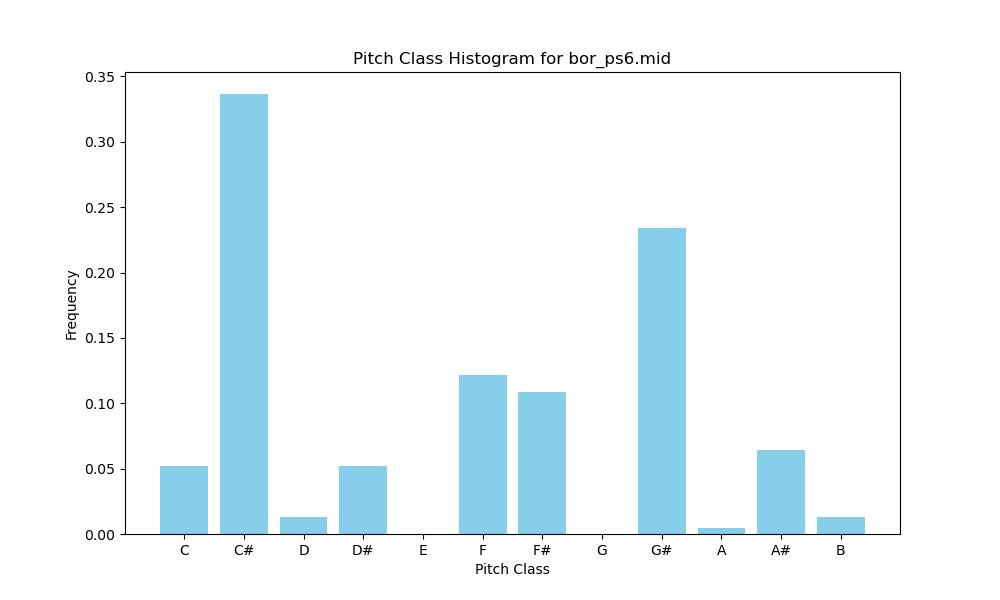 Pitch Class Histogram for bor_ps6.mid
0.35
0.30
0.25
0.20
0.15
0.10
0.05
0.00
Frequency
C C# D D# E F F# G G# A A# B
Pitch Class